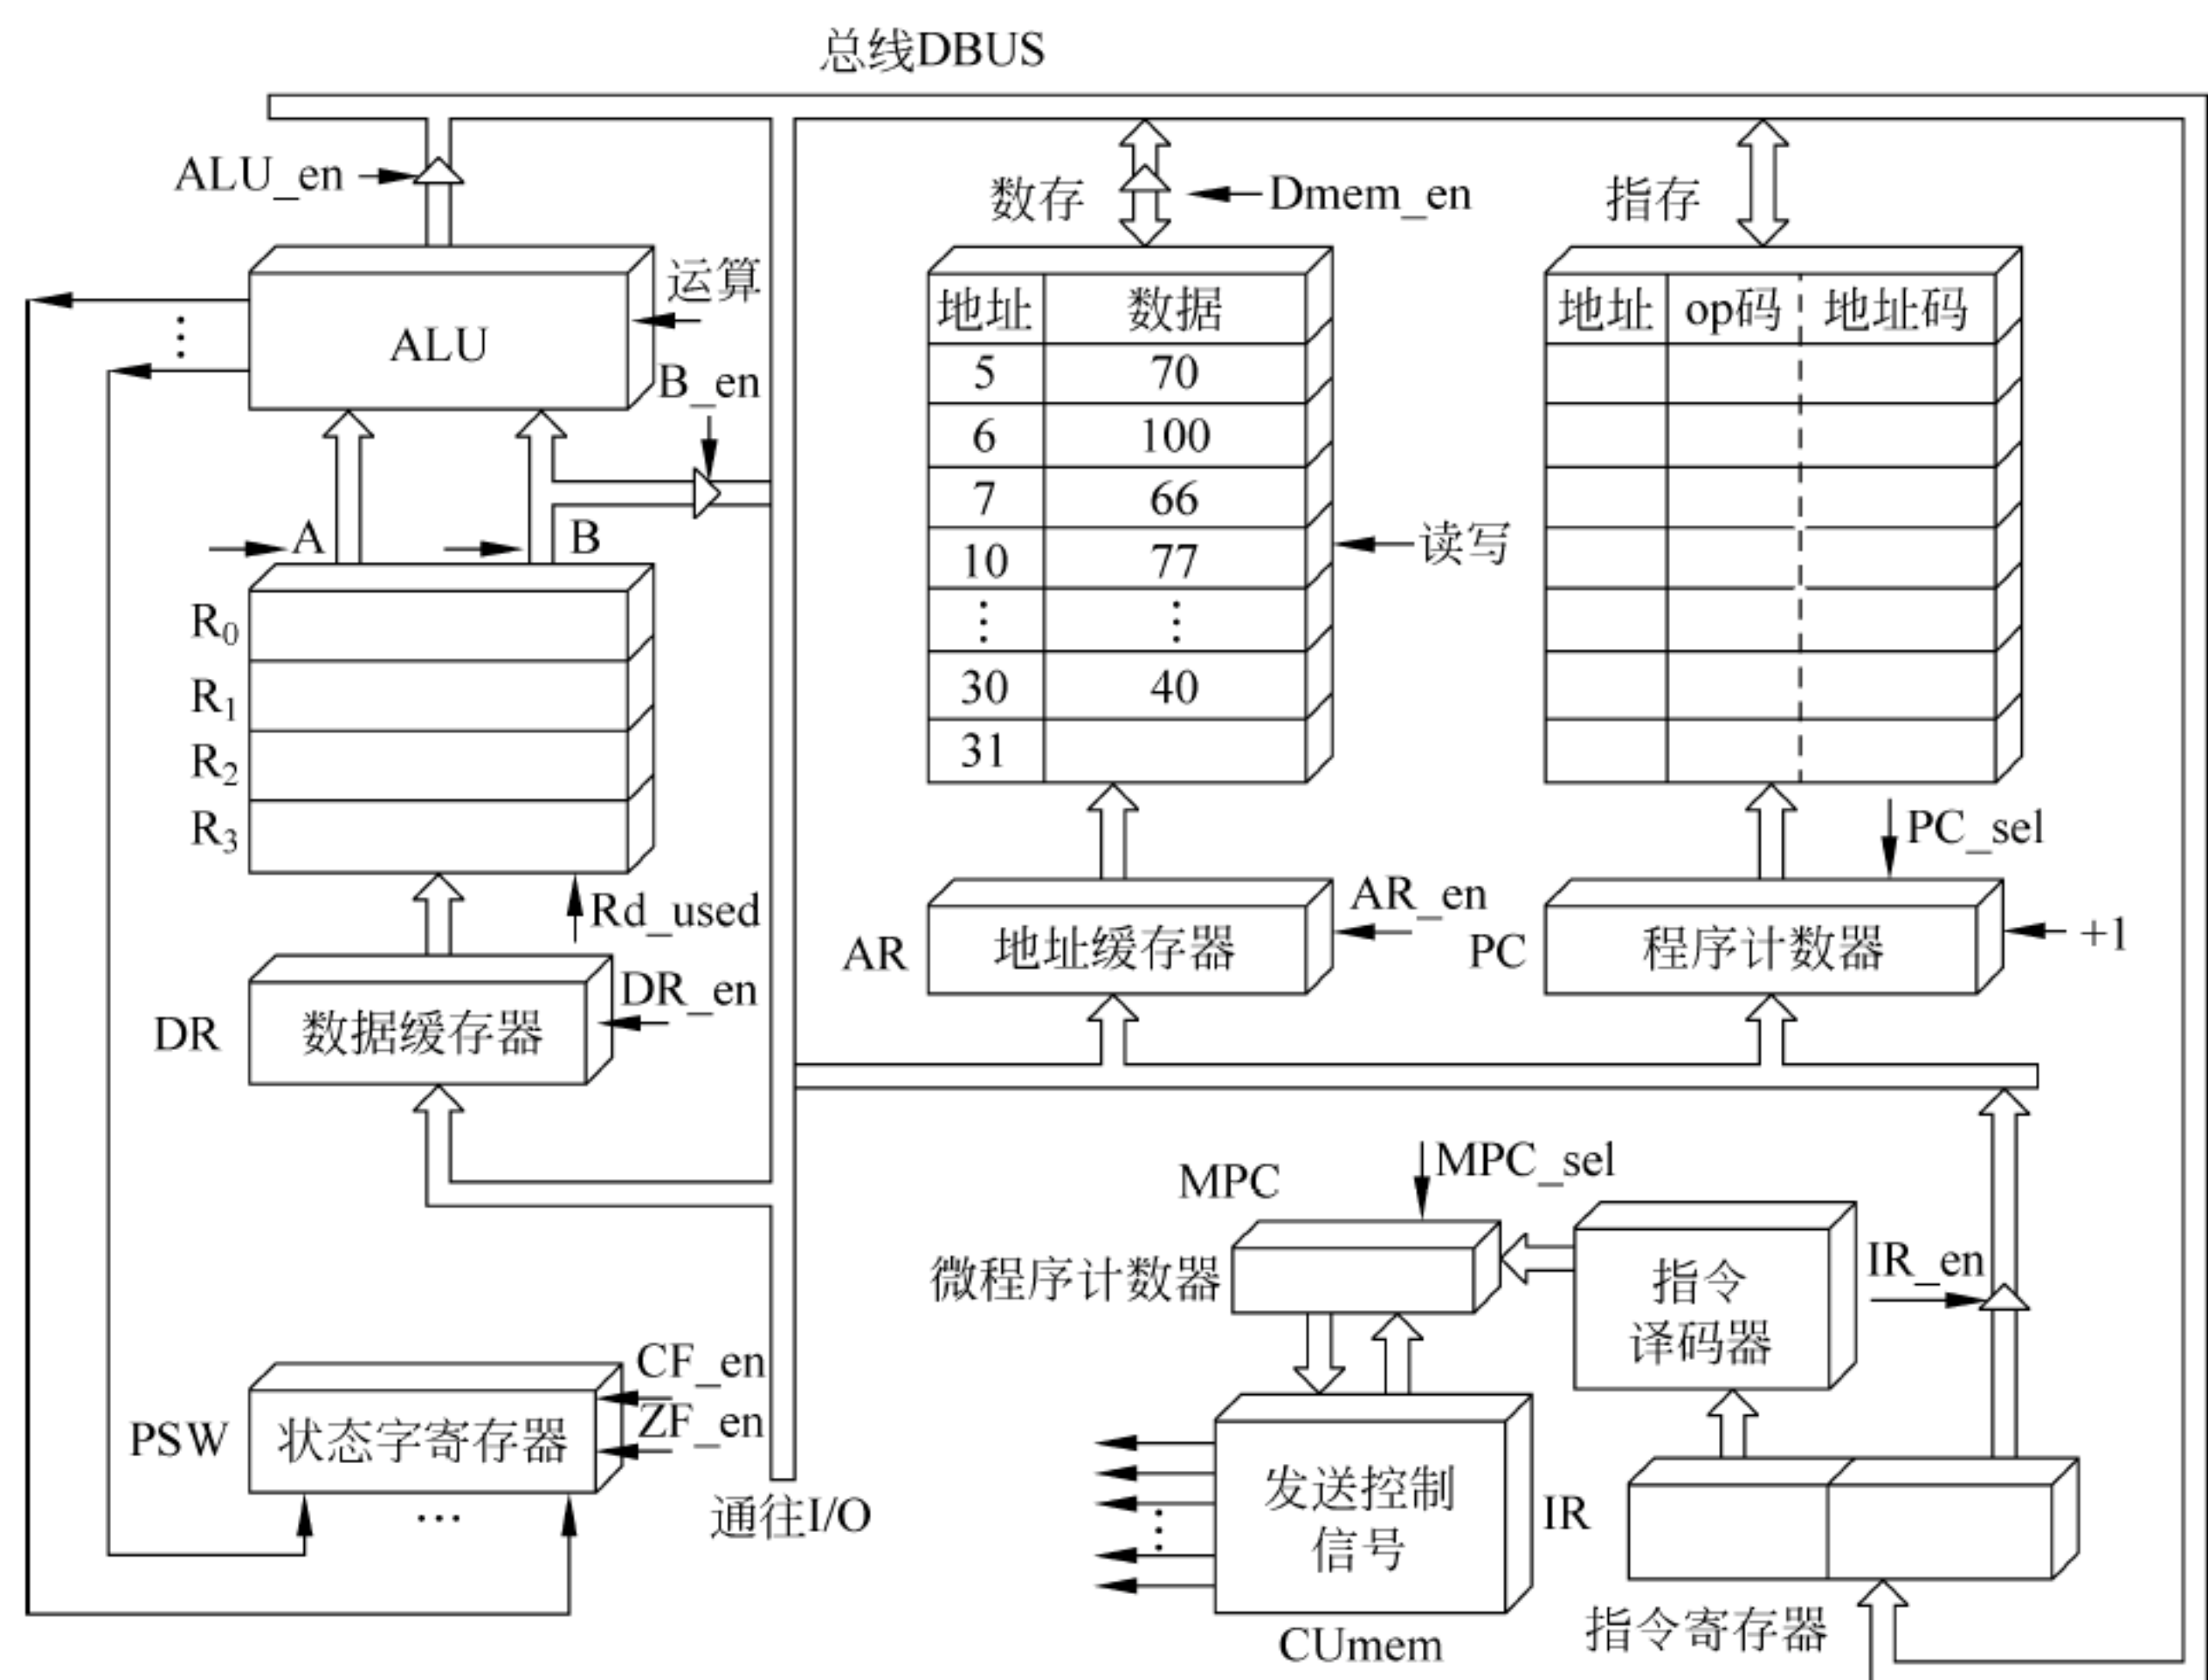 总线DBUS
ALU_en
数存
Dmem_en
指存
运算
ALU
B_en
地址 数据
5 70
6 100
7 66
10 77
⋮ ⋮
30 40
31
地址 op码 地址码
读写
A
B
R0
R1
R2
R3
Rd_used
PC_sel
AR_en
AR
地址缓存器
PC
程序计数器
+1
DR_en
DR
数据缓存器
MPC
MPC_sel
微程序计数器
指令
译码器
IR_en
CF_en
ZF_en
PSW
状态字寄存器
…
通往I/O
发送控制
信号
IR
指令寄存器
CUmem